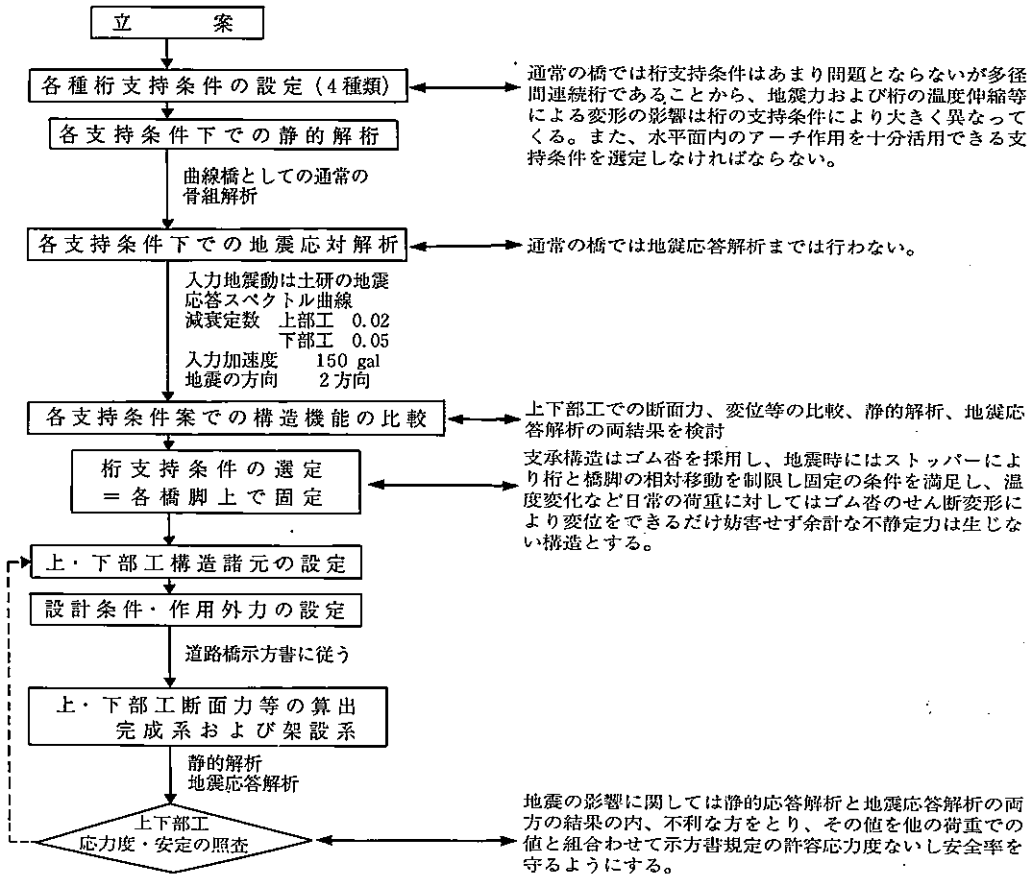 立　　案
各種桁支持条件の設定（4種類）
通常の橋では桁支持条件はあまり問題とならないが多径
間連続桁であることから、地震力および桁の温度伸縮等
による変形の影響は桁の支持条件により大きく異なって
くる。また、水平面内のアーチ作用を十分活用できる支
持条件を選定しなければならない。
各支持条件下での静的解桁
曲線橋としての通常の
骨組解析
各支持条件下での地震応対解析
通常の橋では地震応答解析までは行わない。
入力地震動は土研の地震
応答スペクトル曲線
減衰定数　上部工　0.02
下部工　0.05
入力加速度　150 gal
地震の方向　2方向
各支持条件案での構造機能の比較
上下部工での断面力、変位等の比較、静的解析、地震応
答解析の両結果を検討
桁支持条件の選定
＝各橋脚上で固定
支承構造はゴム沓を採用し、地震時にはストッパーによ
り桁と橋脚の相対移動を制限し固定の条件を満足し、温
度変化など日常の荷重に対してはゴム沓のせん断変形に
より変位をできるだけ妨害せず余計な不静定力は生じな
い構造とする。
上・下部工構造諸元の設定
設計条件・作用外力の設定
道路橋示方書に従う
上・下部工断面力等の算出
完成系および架設系
静的解析
地震応答解析
上下部工
応力度・安定の照査
地震の影響に関しては静的応答解析と地震応答解析の両
方の結果の内、不利な方をとり、その値を他の荷重での
値と組合わせて示方書規定の許容応力度ないし安全率を
守るようにする。